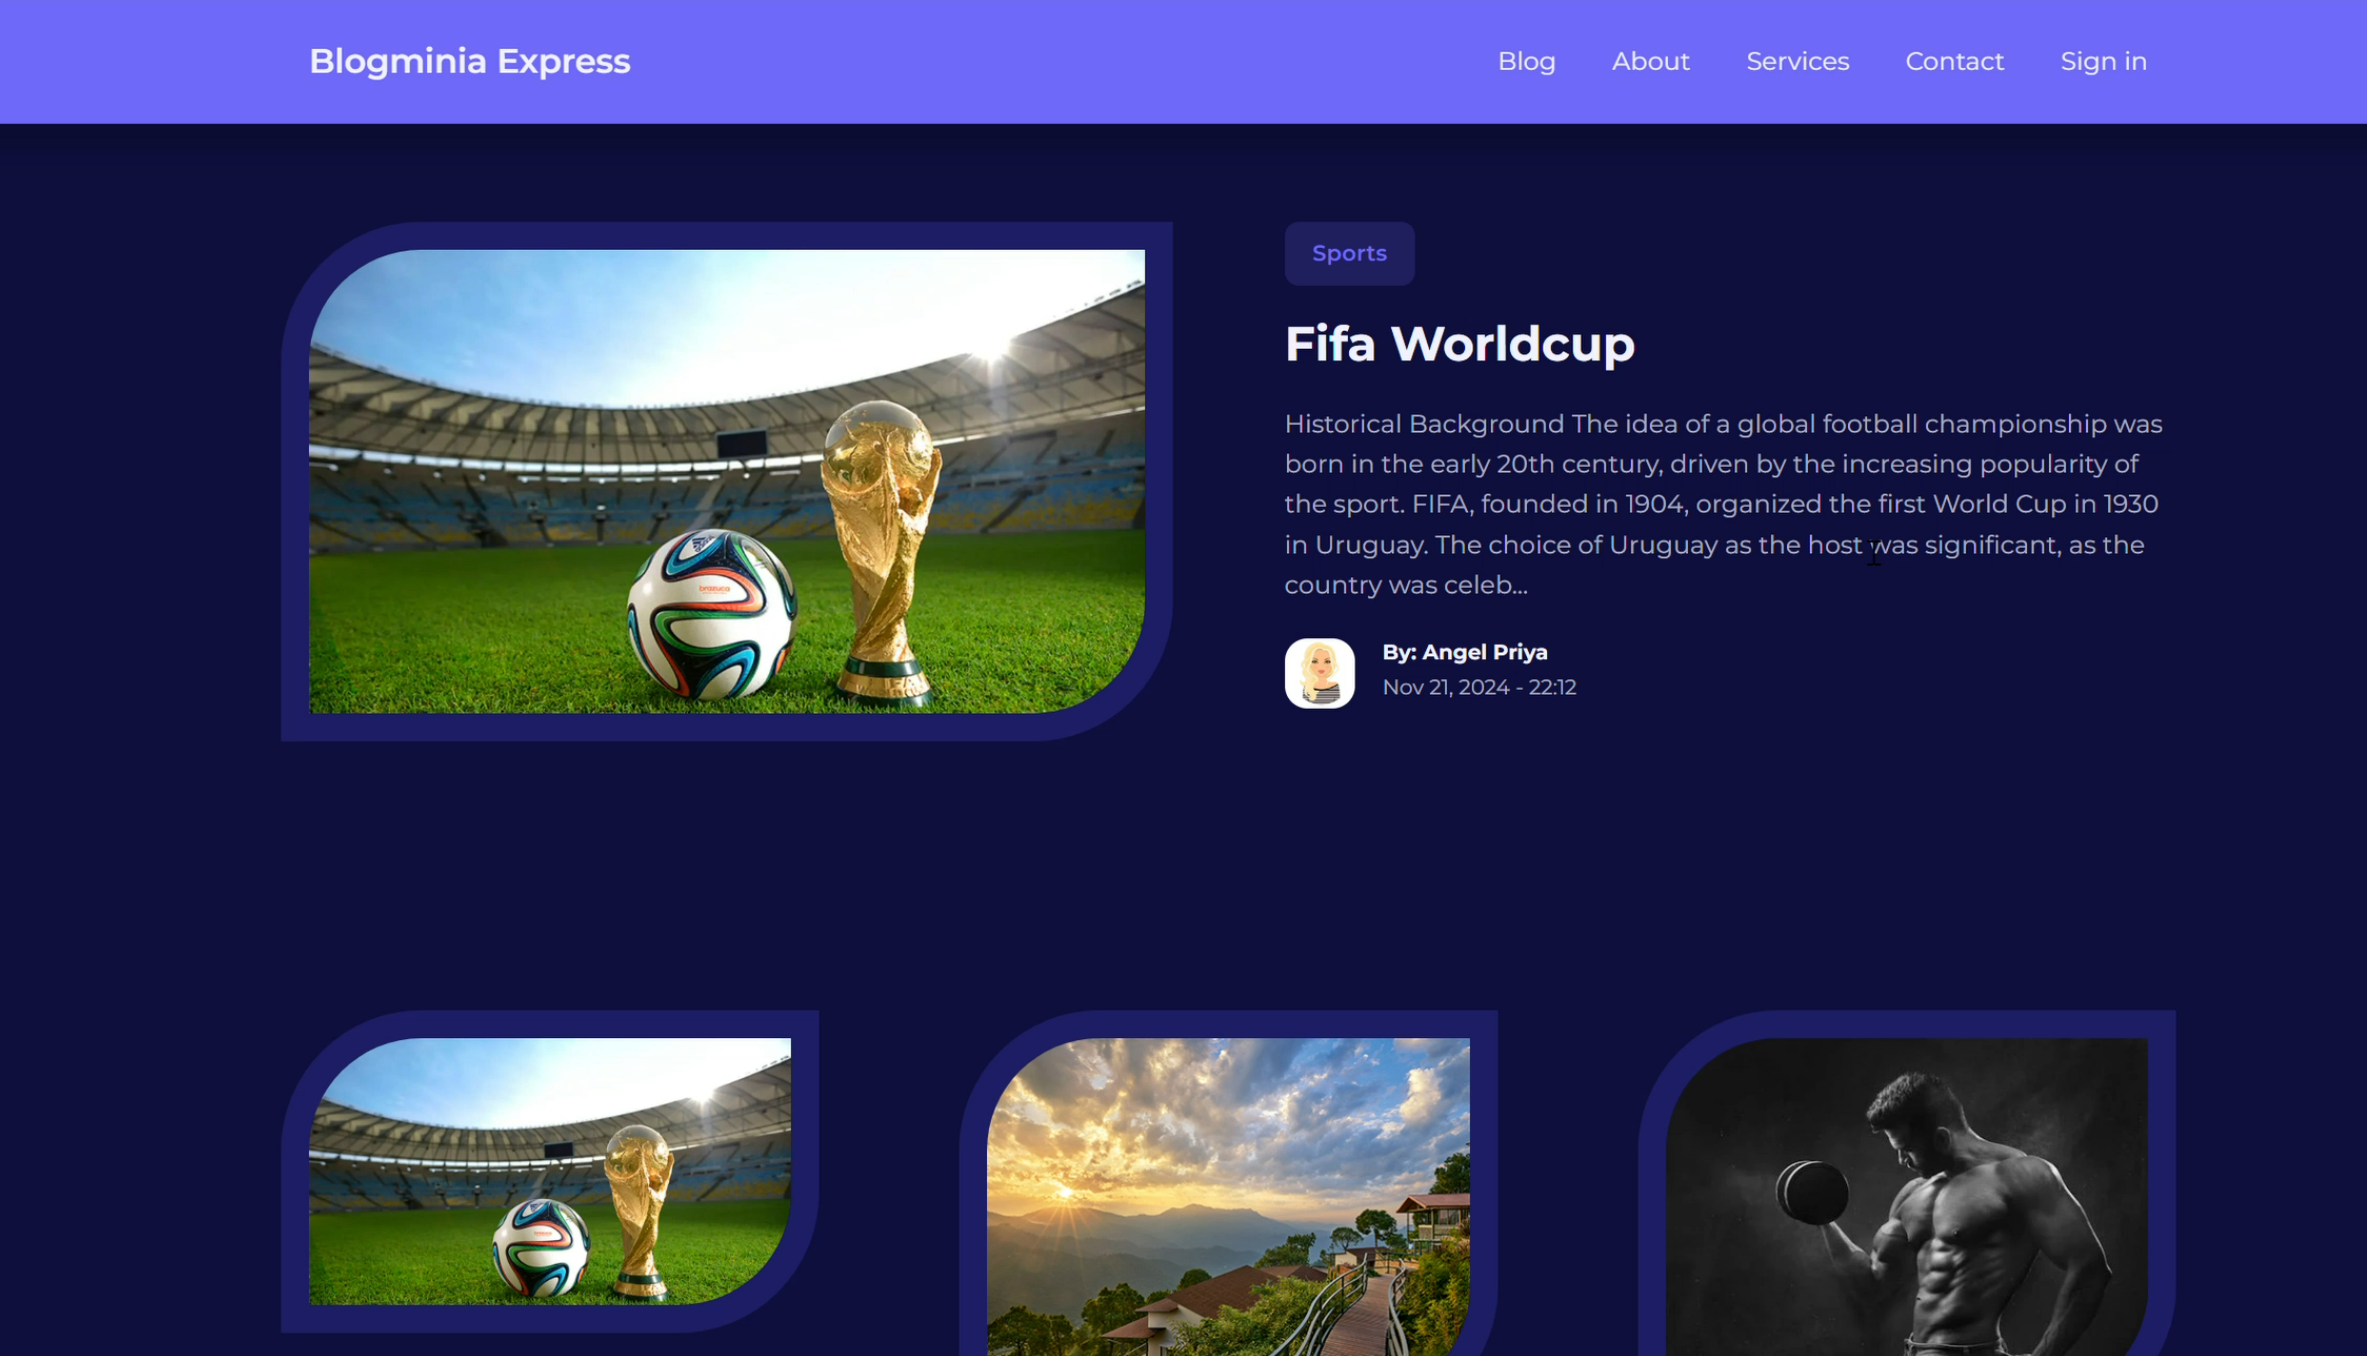 Blogminia Express
Blog About Services Contact Sign in
Sports
Fifa Worldcup
Historical Background The idea of a global football championship was
born in the early 20th century, driven by the increasing popularity of
the sport. FIFA, founded in 1904, organized the first World Cup in 1930
in Uruguay. The choice of Uruguay as the host was significant, as the
country was celeb...
By: Angel Priya
Nov 21, 2024 - 22:12
brazuca